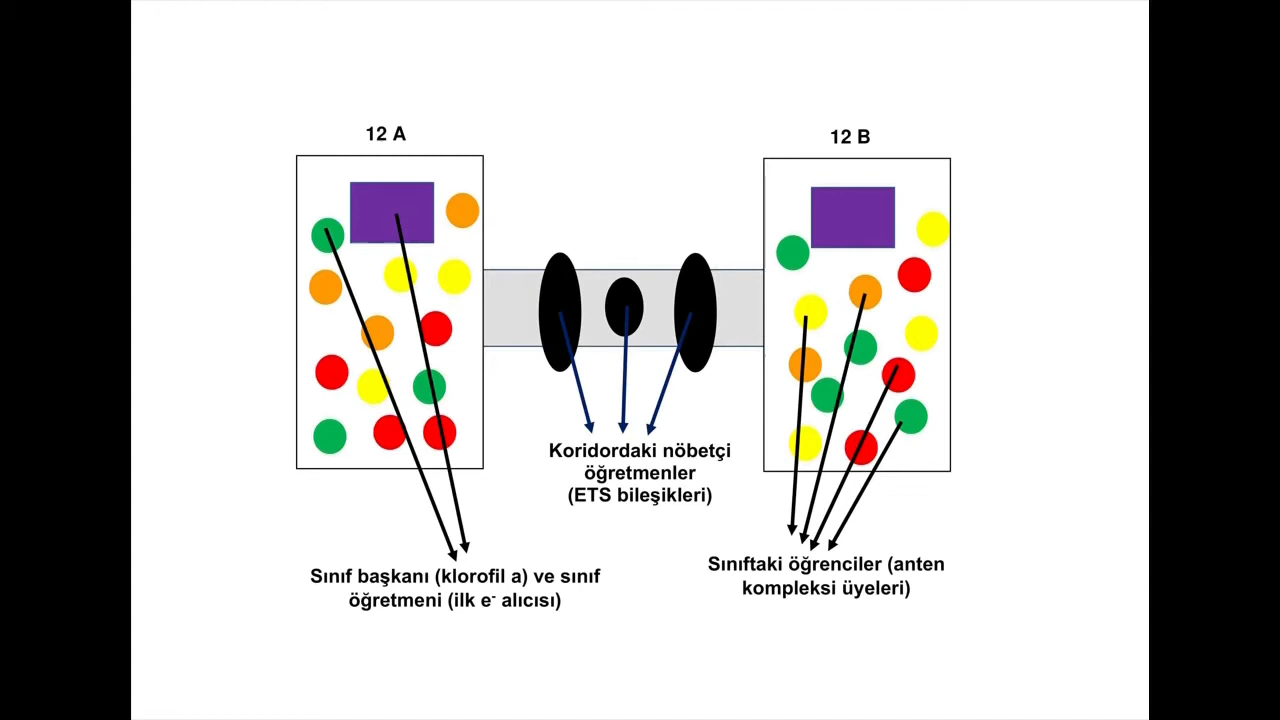 12 A
12 B
Koridordaki nöbetçi
öğretmenler
(ETS bileşikleri)
Sınıf başkanı (klorofil a) ve sınıf
öğretmeni (ilk e- alıcısı)
Sınıftaki öğrenciler (anten
kompleksi üyeleri)